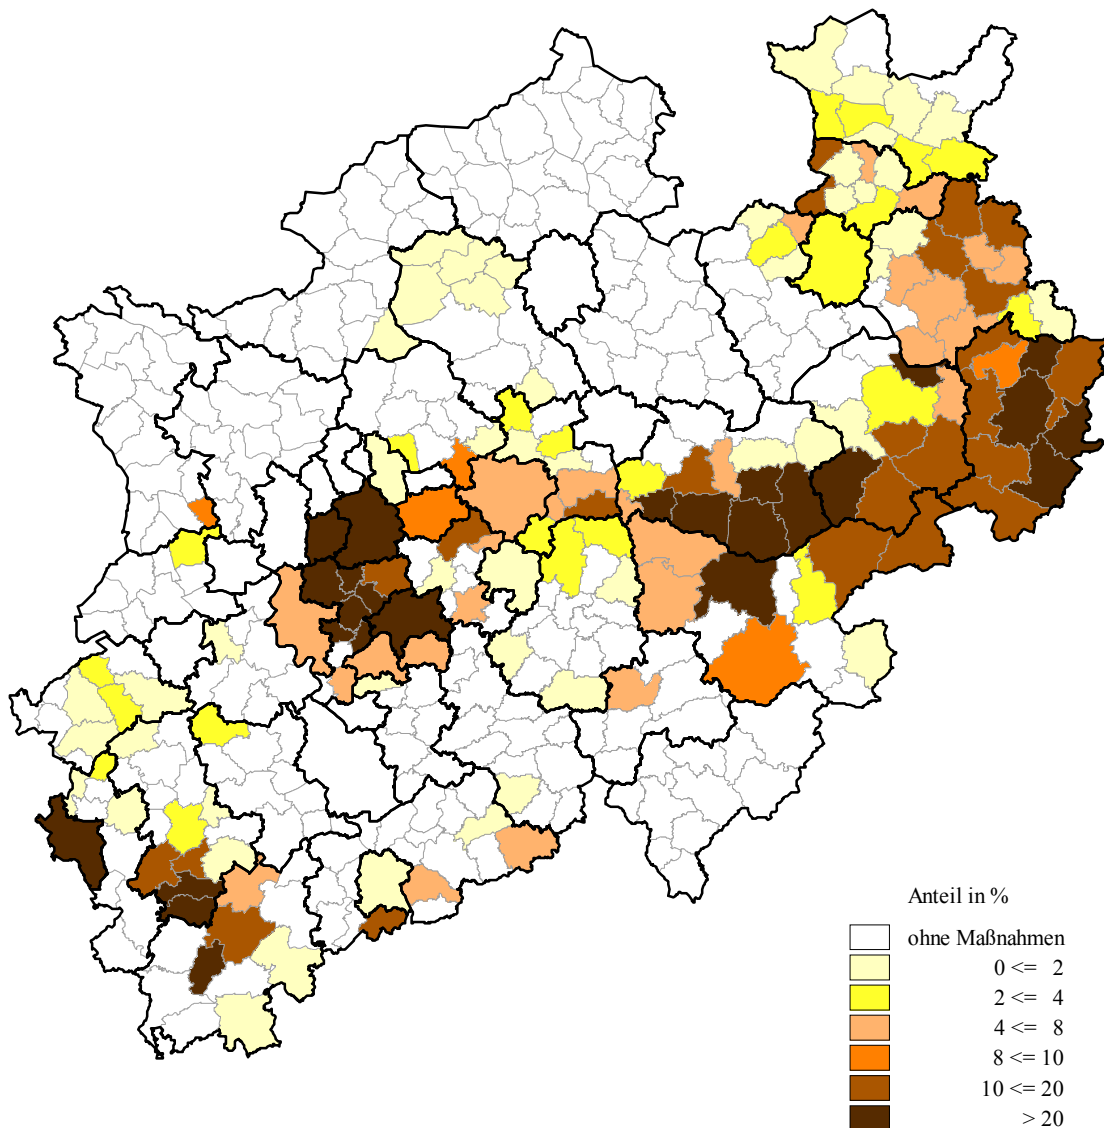 Anteil in %
ohne Maßnahmen
0 <= 2
2 <= 4
4 <= 8
8 <= 10
10 <= 20
> 20